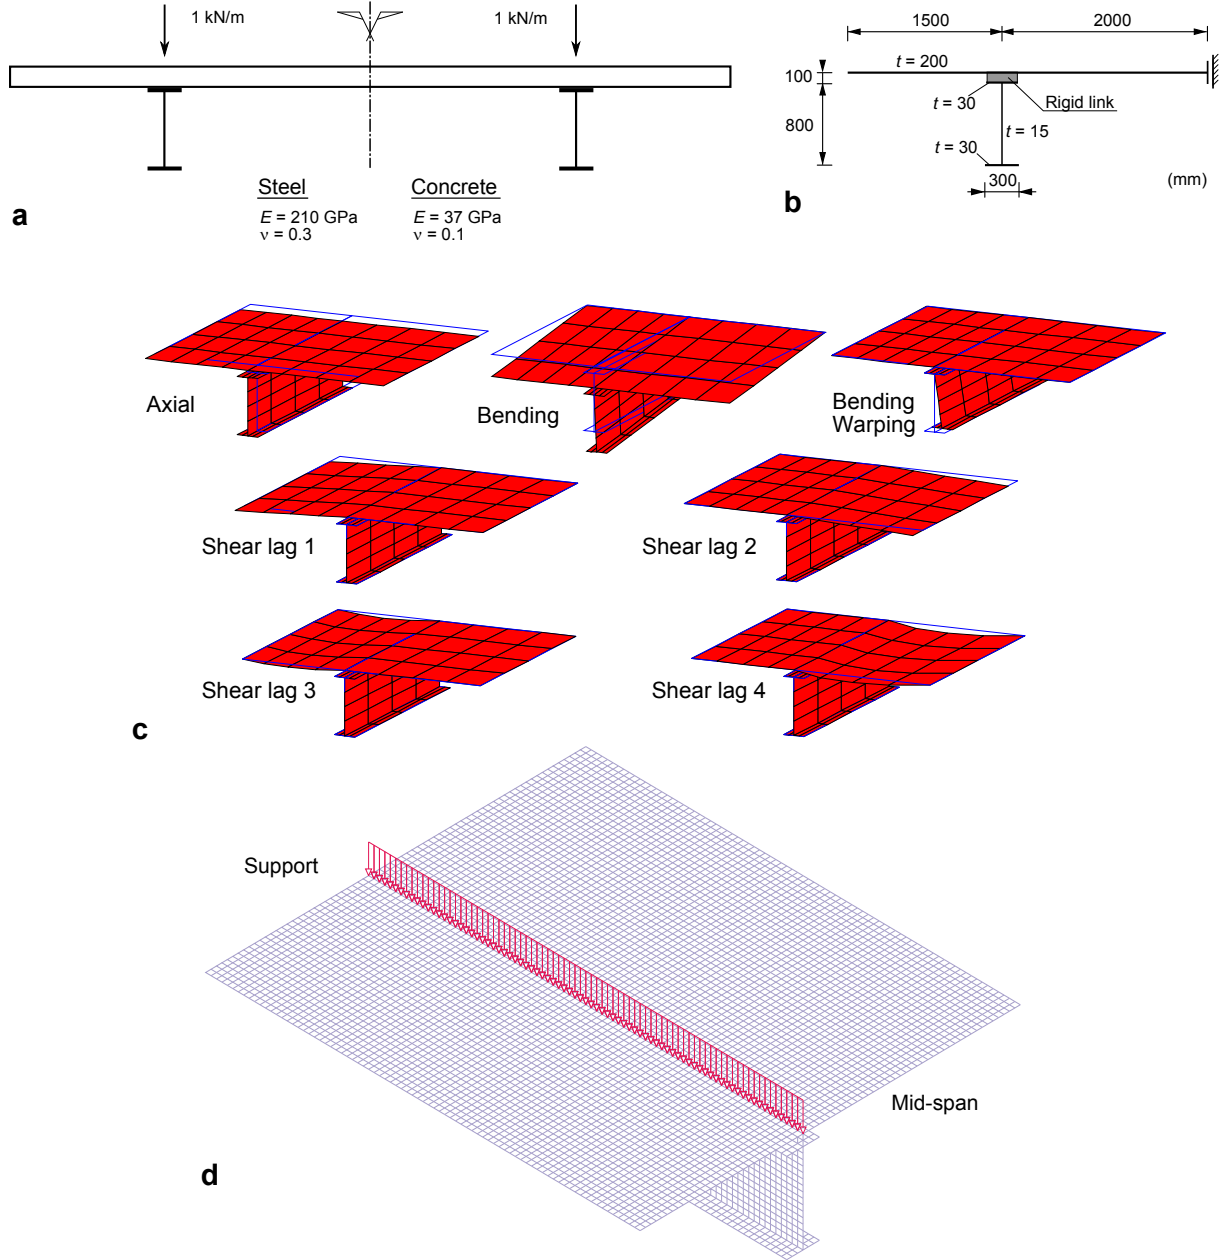 1 kN/m
1 kN/m
Steel
E = 210 GPa
ν = 0.3
Concrete
E = 37 GPa
ν = 0.1
a
1500
2000
t = 200
100
t = 30
Rigid link
800
t = 15
t = 30
300
(mm)
b
Axial
Bending
Bending
Warping
Shear lag 1
Shear lag 2
Shear lag 3
Shear lag 4
c
Support
Mid-span
d